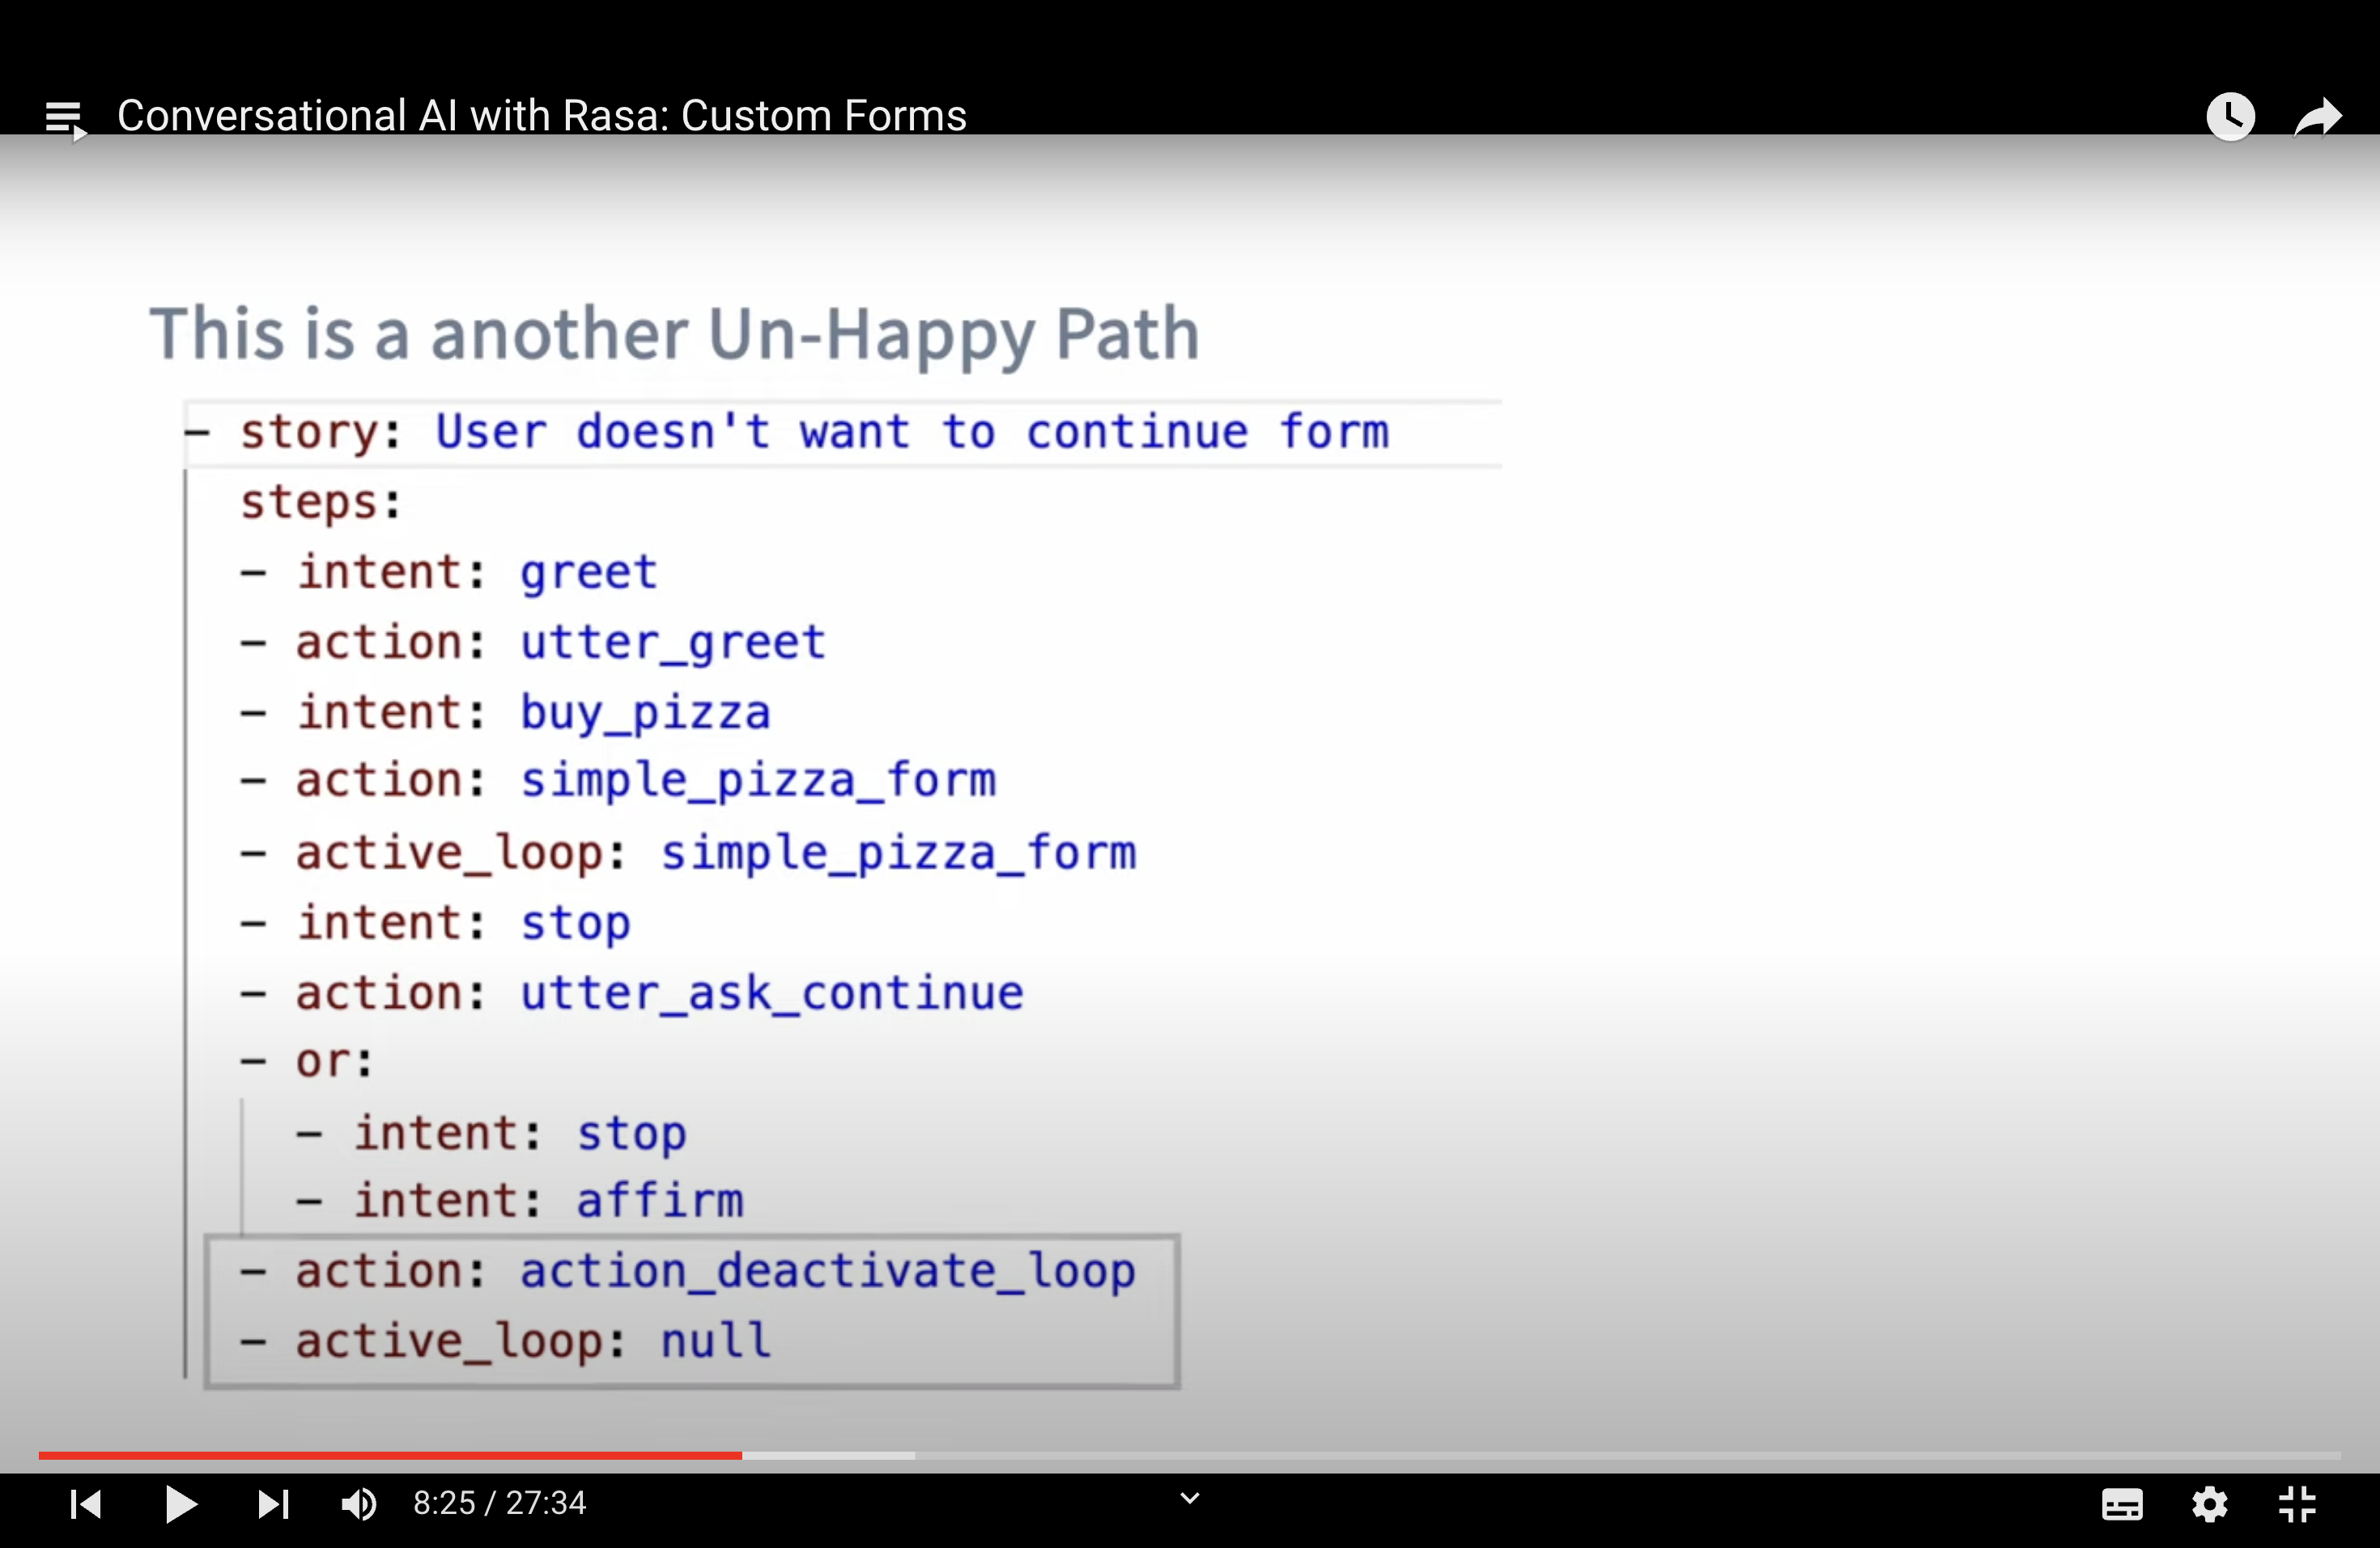 Conversational AI with Rasa: Custom Forms
This is a another Un-Happy Path
- story: User doesn't want to continue form
steps:
- intent: greet
- action: utter_greet
- intent: buy_pizza
- action: simple_pizza_form
- active_loop: simple_pizza_form
- intent: stop
- action: utter_ask_continue
- or:
- intent: stop
- intent: affirm
- action: action_deactivate_loop
- active_loop: null
8:25 / 27:34